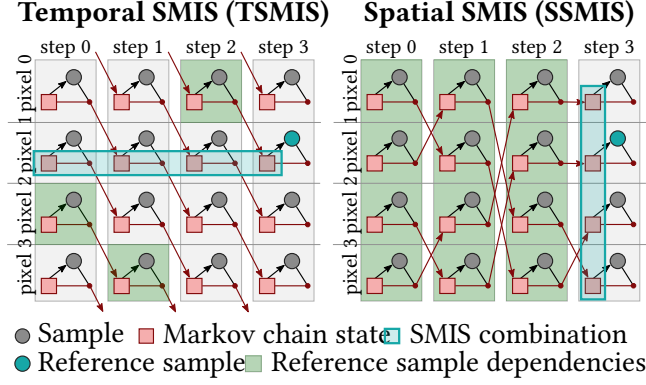 Temporal SMIS (TSMIS) Spatial SMIS (SSMIS)
step 0 step 1 step 2 step 3 step 0 step 1 step 2 step 3
pixel 0 pixel 0
pixel 1 pixel 1
pixel 2 pixel 2
pixel 3 pixel 3
Sample Markov chain state SMIS combination
Reference sample Reference sample dependencies